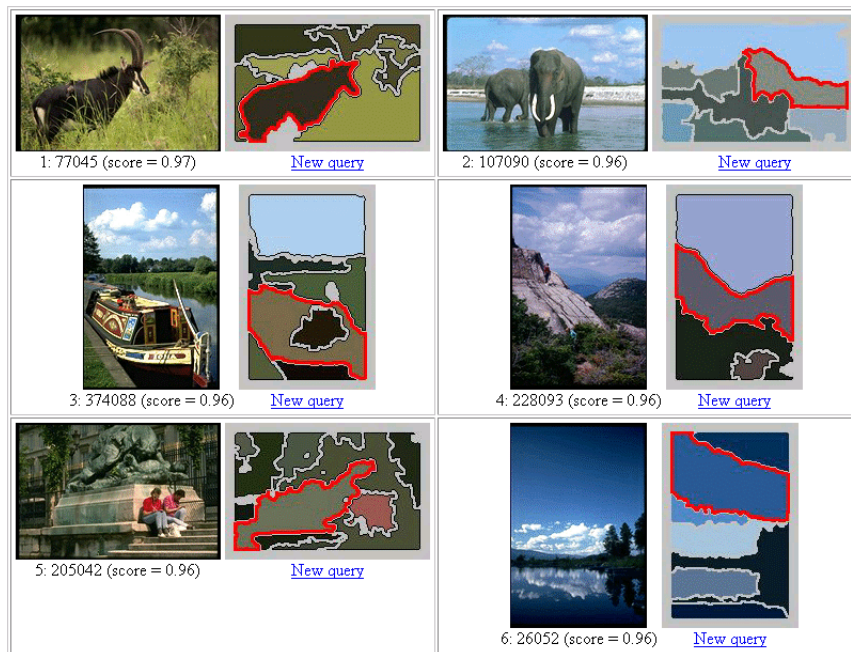 1: 77045 (score = 0.97)
New query
2: 107090 (score = 0.96)
New query
3: 374088 (score = 0.96)
New query
4: 228093 (score = 0.96)
New query
5: 205042 (score = 0.96)
New query
6: 26052 (score = 0.96)
New query